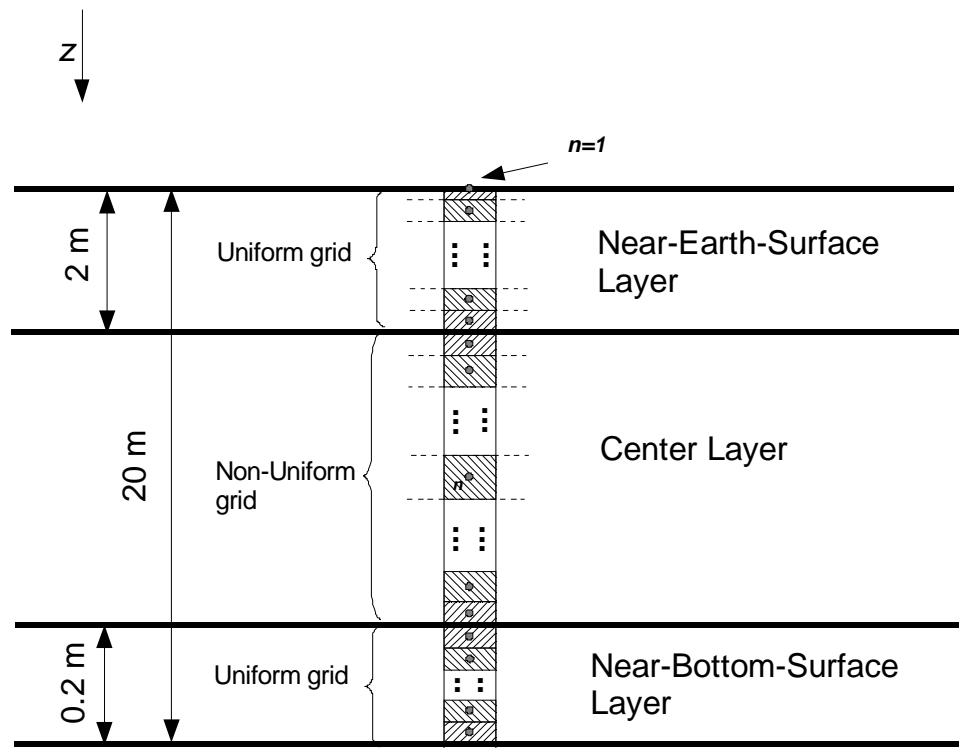 z
n=1
2 m
Uniform grid
Near-Earth-Surface
Layer
20 m
Non-Uniform
grid
n
Center Layer
0.2 m
Uniform grid
Near-Bottom-Surface
Layer